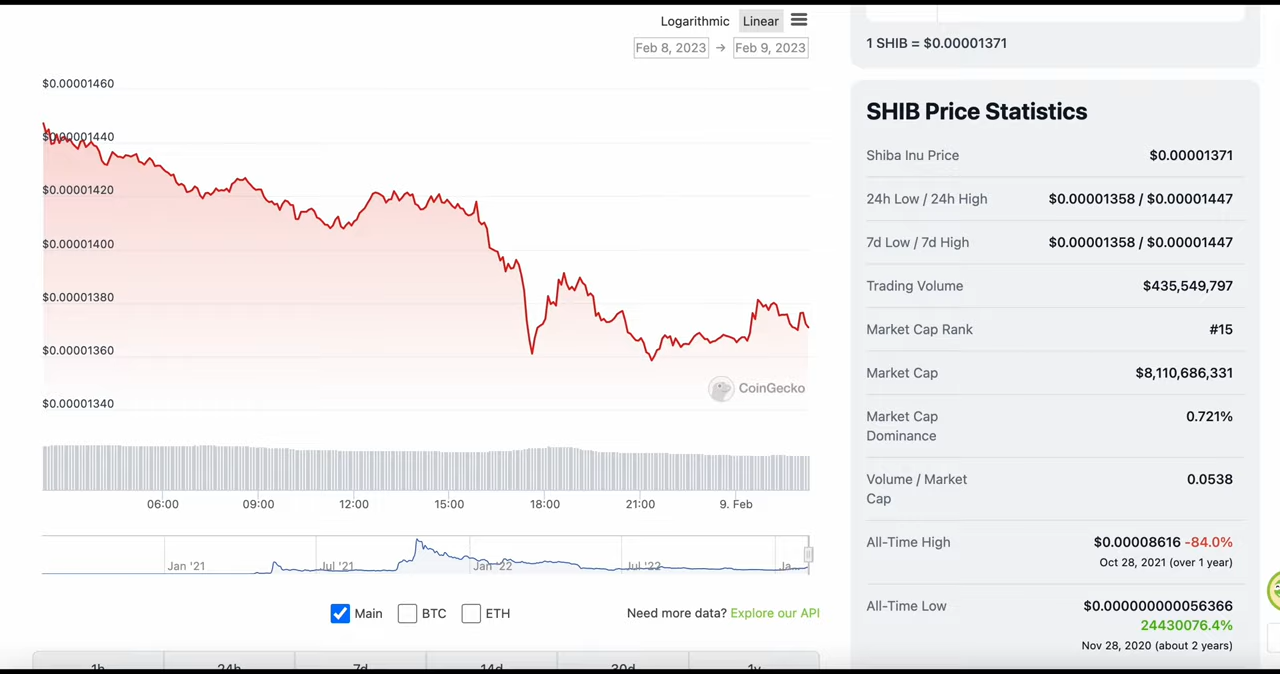 Logarithmic Linear
Feb 8, 2023 → Feb 9, 2023
$0.00001460
$0.00001440
$0.00001420
$0.00001400
$0.00001380
$0.00001360
$0.00001340
CoinGecko
06:00 09:00 12:00 15:00 18:00 21:00 9. Feb
Jan '21 Jul '21 Jan '22 Jul '22
Main BTC ETH
Need more data? Explore our API
1h 24h 7d 14d 30d 1y
1 SHIB = $0.00001371
SHIB Price Statistics
Shiba Inu Price $0.00001371
24h Low / 24h High $0.00001358 / $0.00001447
7d Low / 7d High $0.00001358 / $0.00001447
Trading Volume $435,549,797
Market Cap Rank #15
Market Cap $8,110,686,331
Market Cap
Dominance
0.721%
Volume / Market
Cap
0.0538
All-Time High $0.00008616 -84.0%
Oct 28, 2021 (over 1 year)
All-Time Low $0.000000000056366
24430076.4%
Nov 28, 2020 (about 2 years)